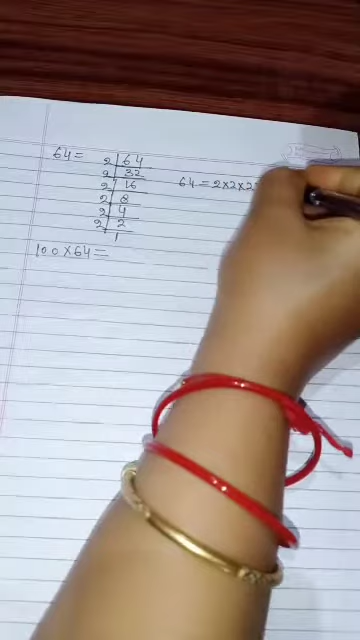 64 =
2 | 64
2 | 32
2 | 16
2 | 8
2 | 4
2 | 2
1
64 = 2×2×2
100×64 =